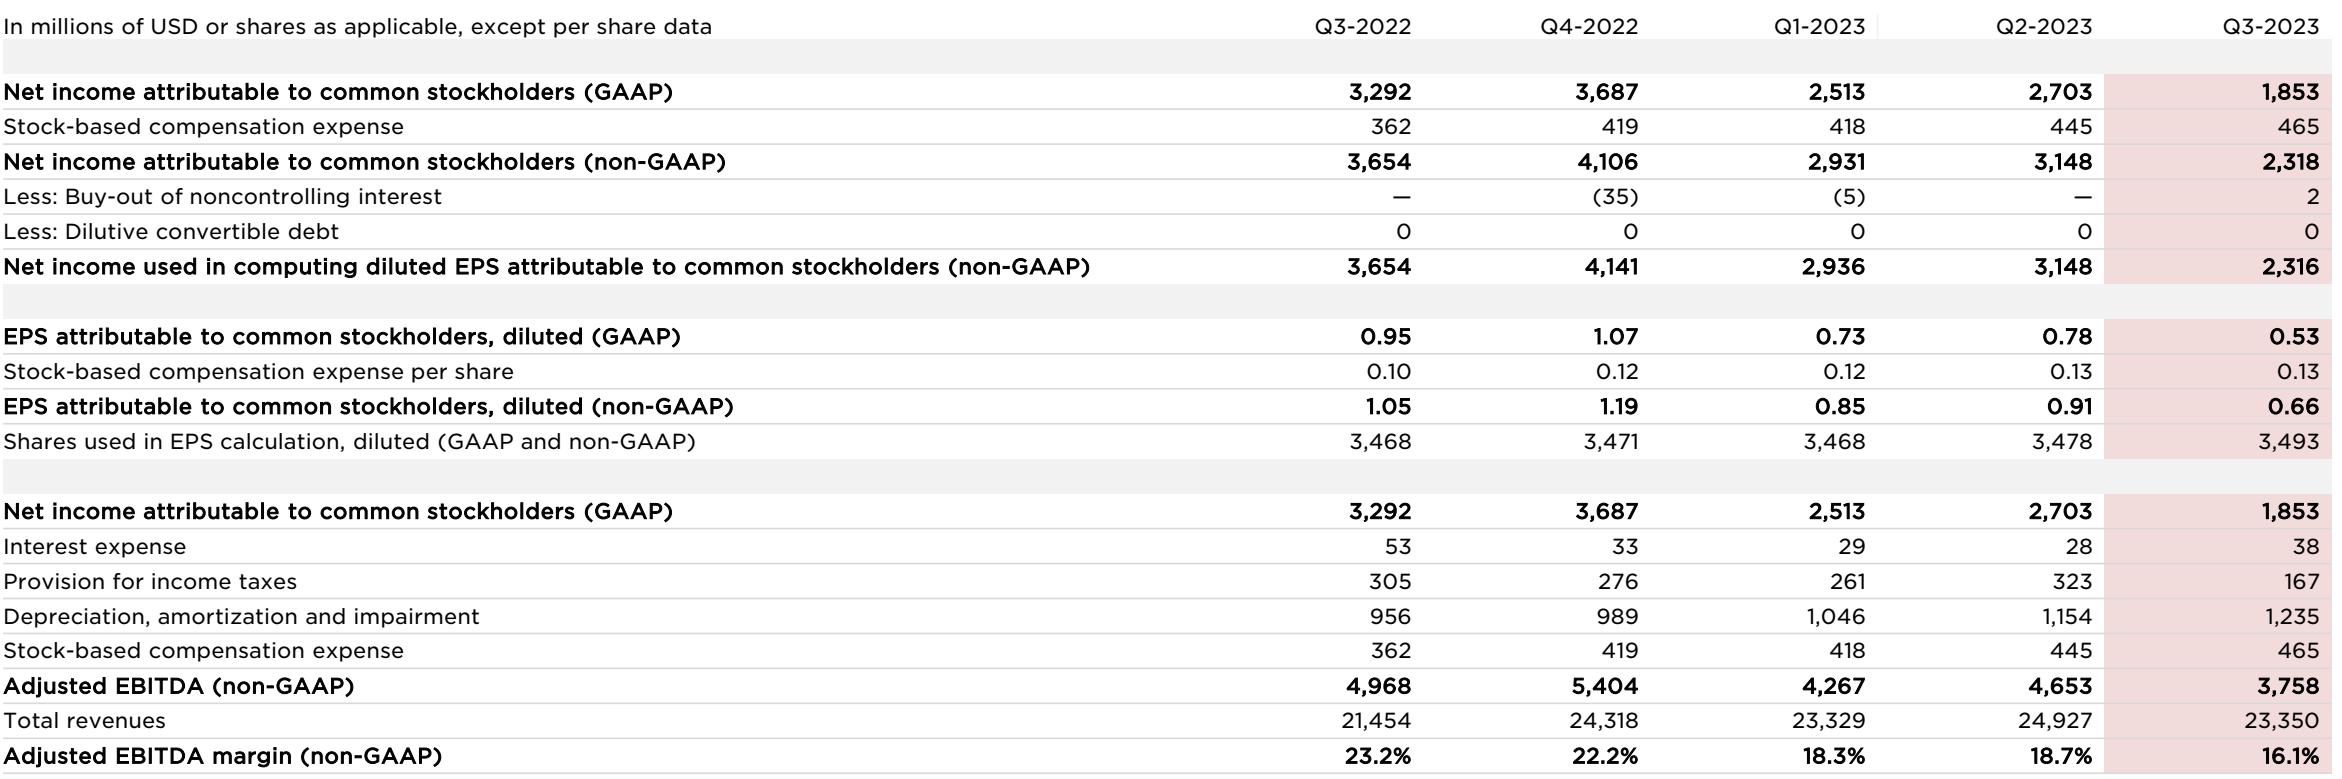 In millions of USD or shares as applicable, except per share data Q3-2022 Q4-2022 Q1-2023 Q2-2023 Q3-2023
Net income attributable to common stockholders (GAAP) 3,292 3,687 2,513 2,703 1,853
Stock-based compensation expense 362 419 418 445 465
Net income attributable to common stockholders (non-GAAP) 3,654 4,106 2,931 3,148 2,318
Less: Buy-out of noncontrolling interest — (35) (5) — 2
Less: Dilutive convertible debt 0 0 0 0 0
Net income used in computing diluted EPS attributable to common stockholders (non-GAAP) 3,654 4,141 2,936 3,148 2,316
EPS attributable to common stockholders, diluted (GAAP) 0.95 1.07 0.73 0.78 0.53
Stock-based compensation expense per share 0.10 0.12 0.12 0.13 0.13
EPS attributable to common stockholders, diluted (non-GAAP) 1.05 1.19 0.85 0.91 0.66
Shares used in EPS calculation, diluted (GAAP and non-GAAP) 3,468 3,471 3,468 3,478 3,493
Net income attributable to common stockholders (GAAP) 3,292 3,687 2,513 2,703 1,853
Interest expense 53 33 29 28 38
Provision for income taxes 305 276 261 323 167
Depreciation, amortization and impairment 956 989 1,046 1,154 1,235
Stock-based compensation expense 362 419 418 445 465
Adjusted EBITDA (non-GAAP) 4,968 5,404 4,267 4,653 3,758
Total revenues 21,454 24,318 23,329 24,927 23,350
Adjusted EBITDA margin (non-GAAP) 23.2% 22.2% 18.3% 18.7% 16.1%